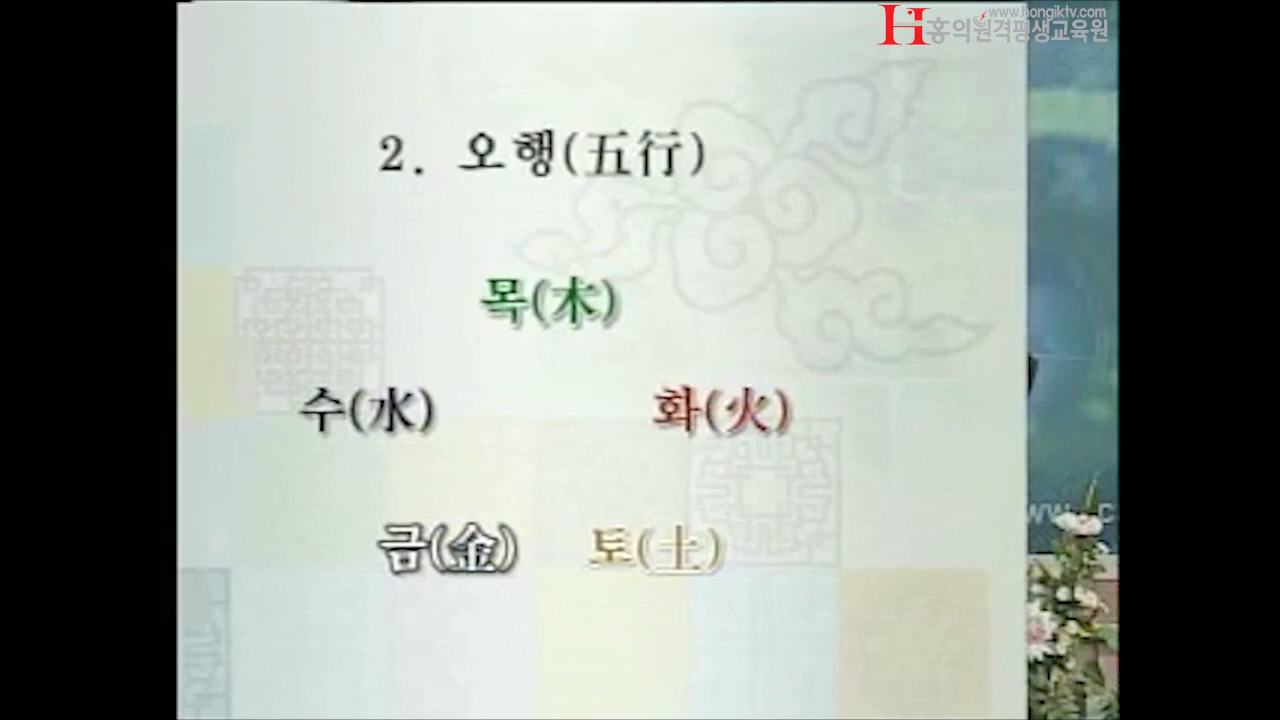 www.hongiktv.com
H홍익원격평생교육원
2. 오행(五行)
목(木)
수(水) 화(火)
금(金) 토(土)